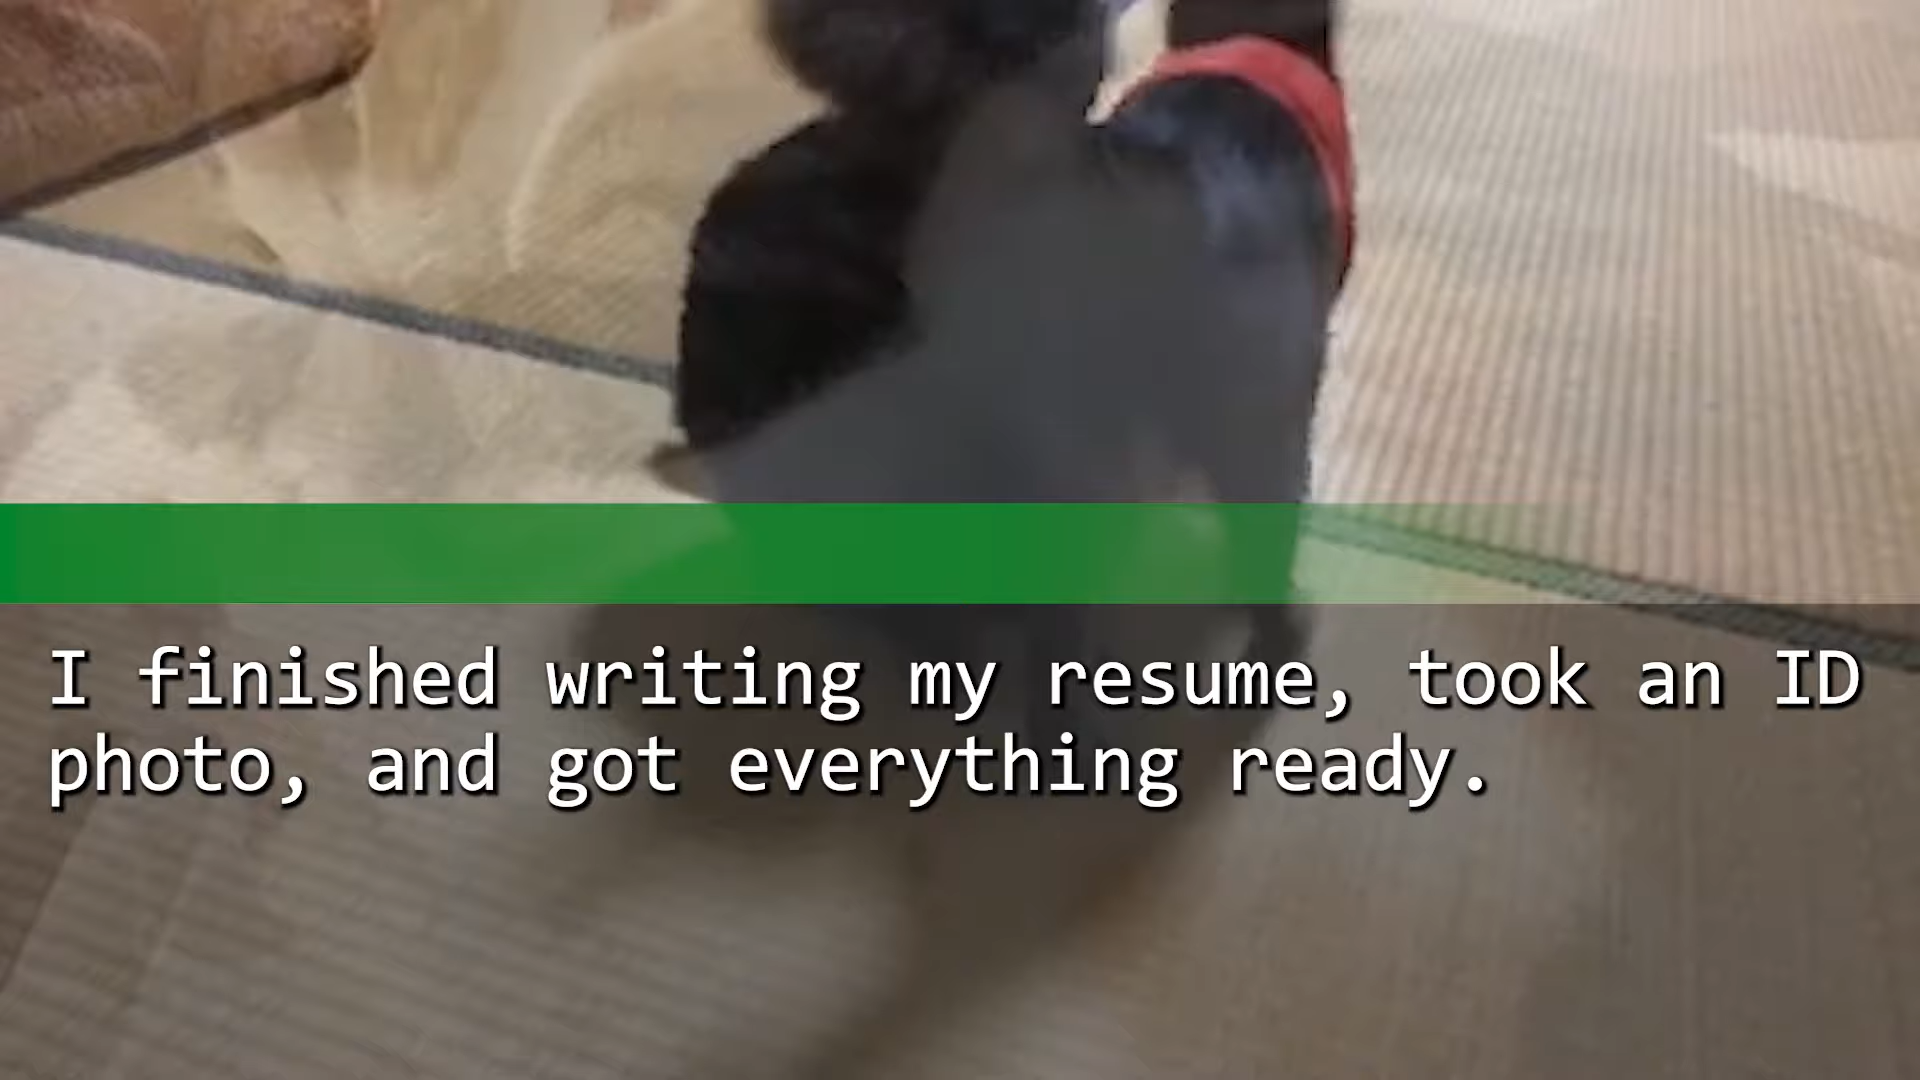 I finished writing my resume, took an ID
photo, and got everything ready.